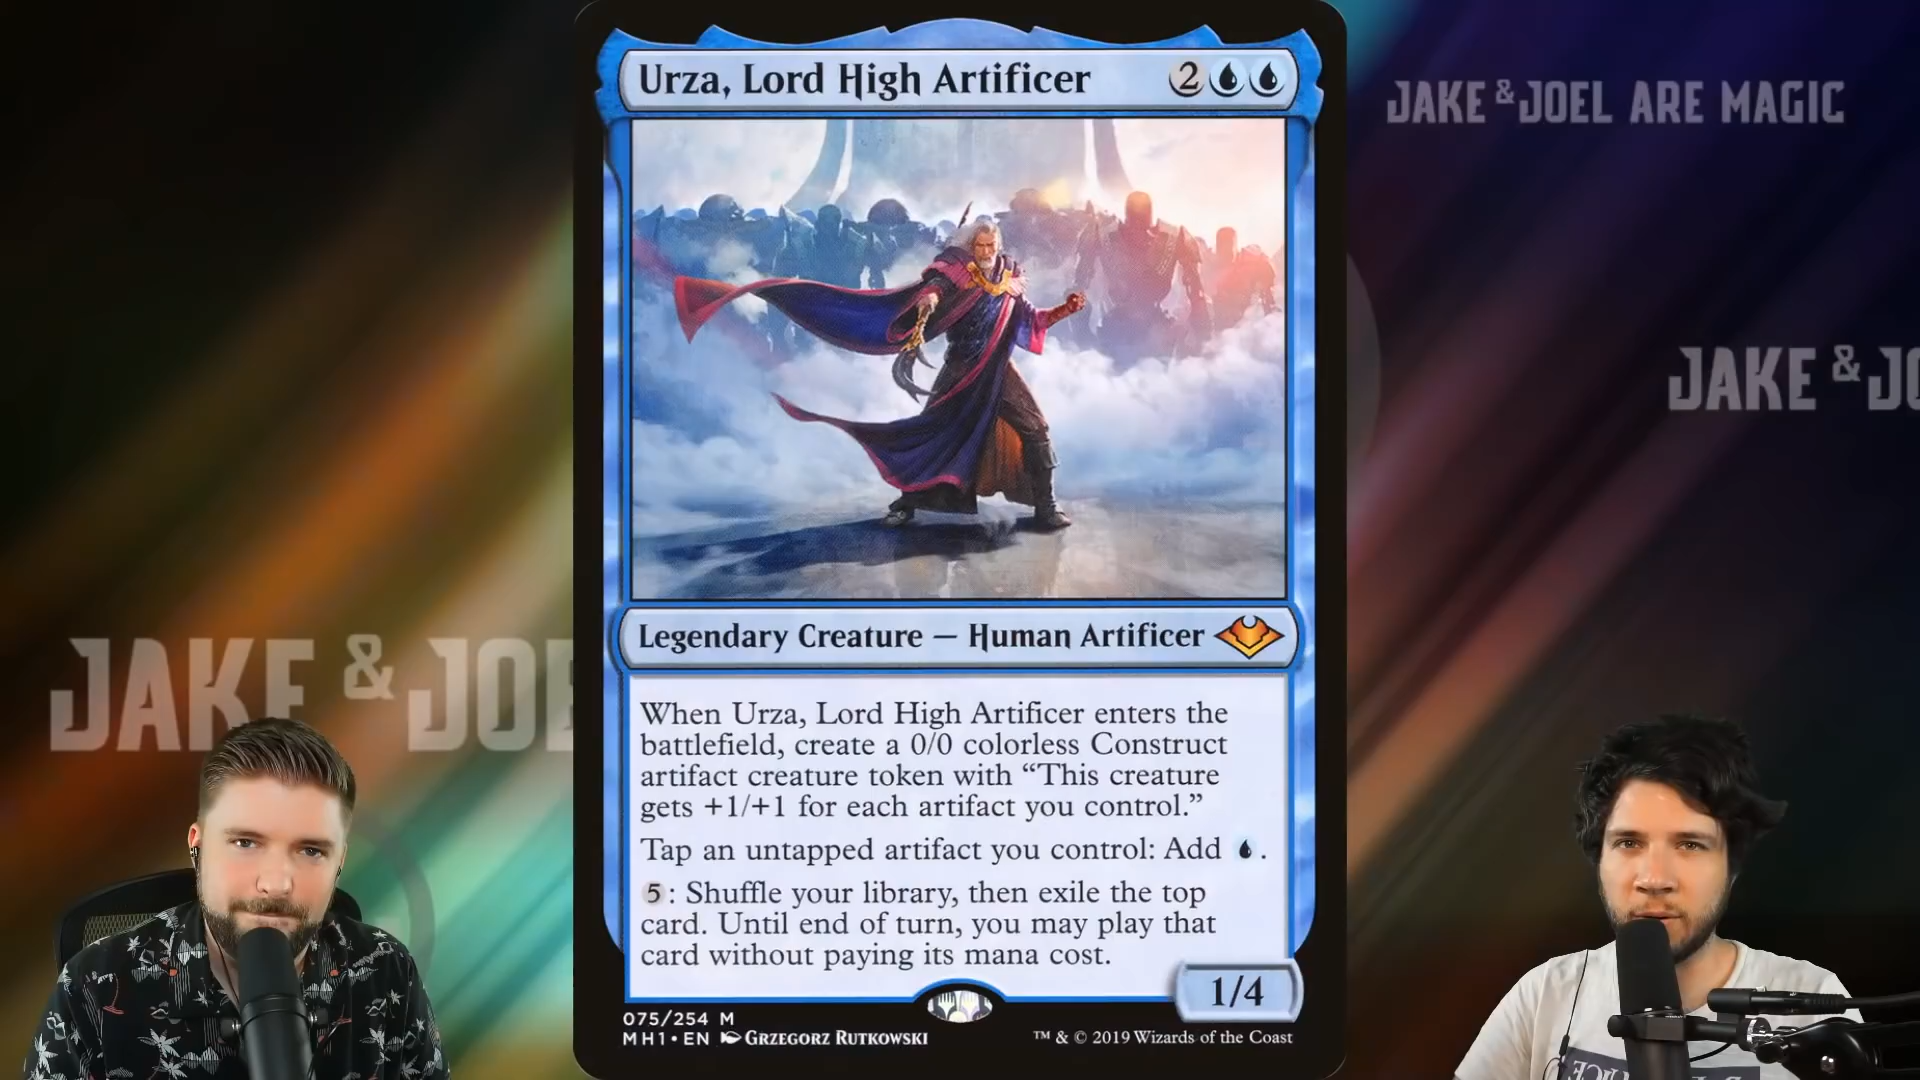 Urza, Lord High Artificer 2
JAKE & JOEL ARE MAGIC
JAKE & JO
JAKE & JOE
Legendary Creature — Human Artificer
When Urza, Lord High Artificer enters the
battlefield, create a 0/0 colorless Construct
artifact creature token with “This creature
gets +1/+1 for each artifact you control.”
Tap an untapped artifact you control: Add .
5: Shuffle your library, then exile the top
card. Until end of turn, you may play that
card without paying its mana cost.
1/4
075/254 M
MH1 • EN GRZEGORZ RUTKOWSKI
™ & © 2019 Wizards of the Coast